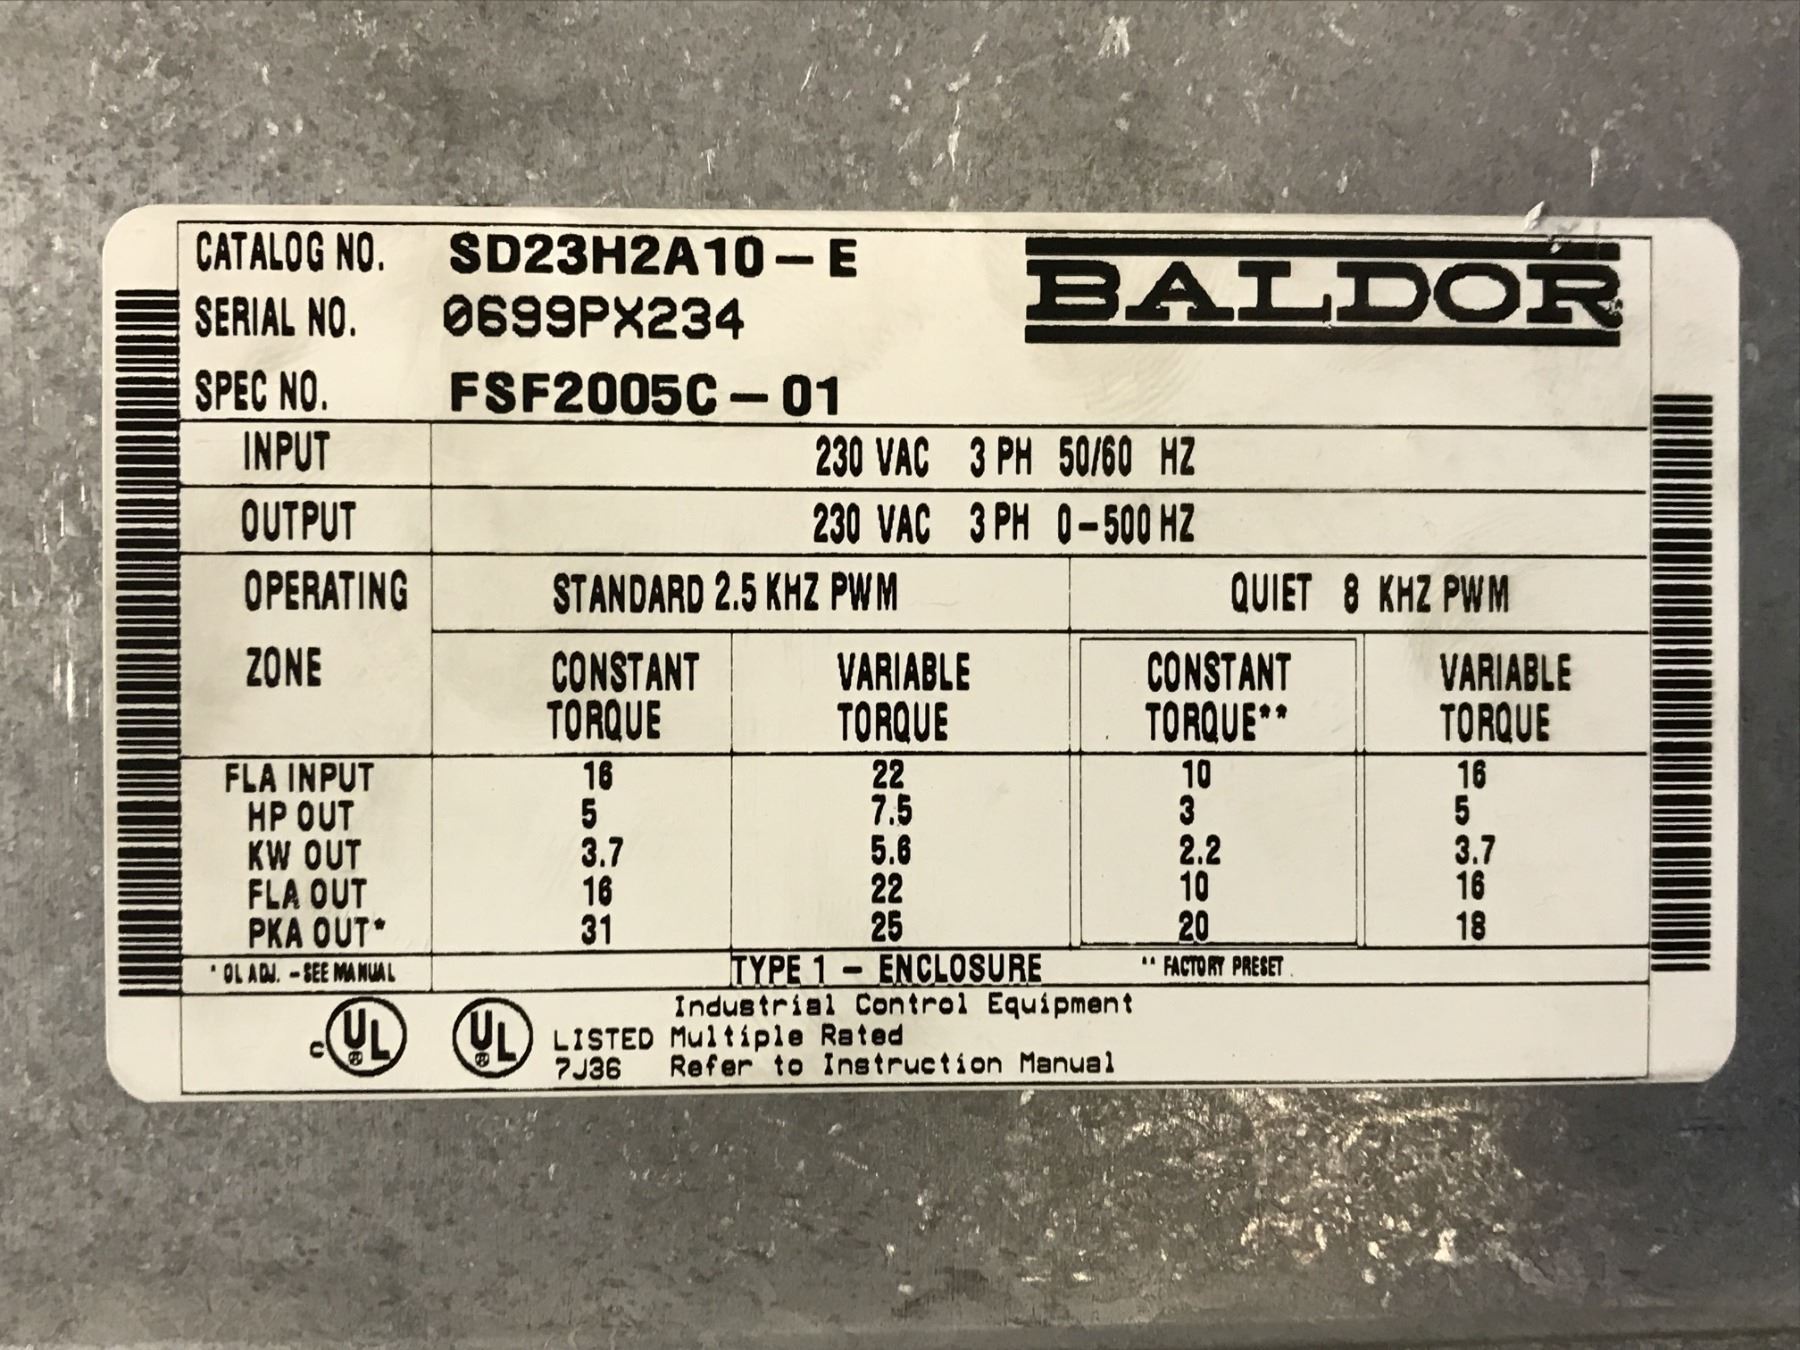 CATALOG NO. SD23H2A10-E
BALDOR
SERIAL NO. 0699PX234
SPEC NO. FSF2005C-01
INPUT 230 VAC 3 PH 50/60 HZ
OUTPUT 230 VAC 3 PH 0-500 HZ
OPERATING STANDARD 2.5 KHZ PWM QUIET 8 KHZ PWM
ZONE CONSTANT VARIABLE CONSTANT VARIABLE
TORQUE TORQUE TORQUE** TORQUE
FLA INPUT 16 22 10 16
HP OUT 5 7.5 3 5
KW OUT 3.7 5.6 2.2 3.7
FLA OUT 16 22 10 16
PKA OUT* 31 25 20 18
* OL ADJ. - SEE MANUAL TYPE 1 - ENCLOSURE ** FACTORY PRESET
Industrial Control Equipment
c UL ® UL ® LISTED Multiple Rated
7J36 Refer to Instruction Manual